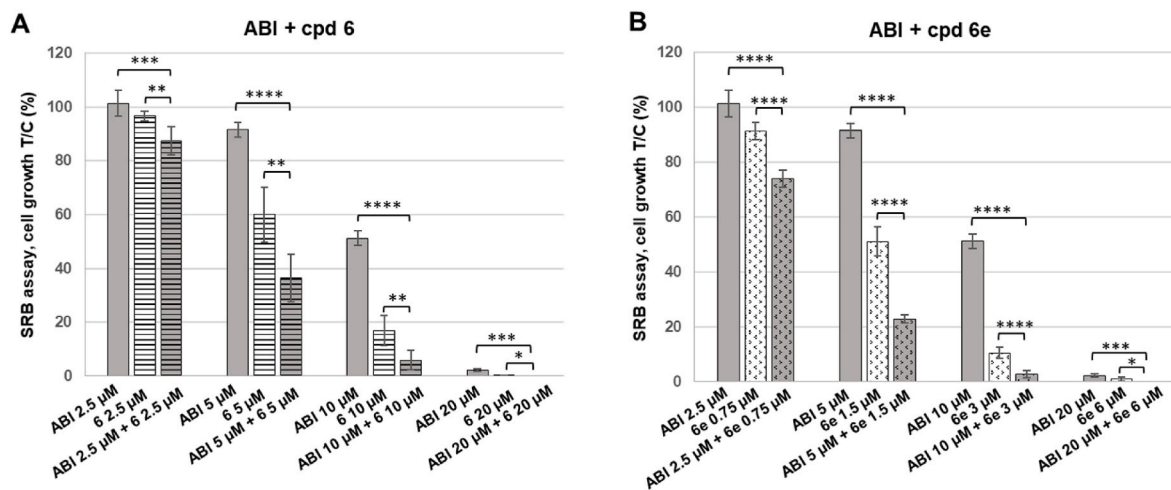 A
ABI + cpd 6
SRB assay, cell growth T/C (%)
120
100
80
60
40
20
0
***
**
****
**
****
**
***
*
ABI 2.5 µM
6 2.5 µM
ABI 2.5 µM + 6 2.5 µM
ABI 5 µM
6 5 µM
ABI 5 µM + 6 5 µM
ABI 10 µM
6 10 µM
ABI 10 µM + 6 10 µM
ABI 20 µM
6 20 µM
ABI 20 µM + 6 20 µM
B
ABI + cpd 6e
SRB assay, cell growth T/C (%)
120
100
80
60
40
20
0
****
****
****
****
****
****
***
*
ABI 2.5 µM
6e 0.75 µM
ABI 2.5 µM + 6e 0.75 µM
ABI 5 µM
6e 1.5 µM
ABI 5 µM + 6e 1.5 µM
ABI 10 µM
6e 3 µM
ABI 10 µM + 6e 3 µM
ABI 20 µM
6e 6 µM
ABI 20 µM + 6e 6 µM